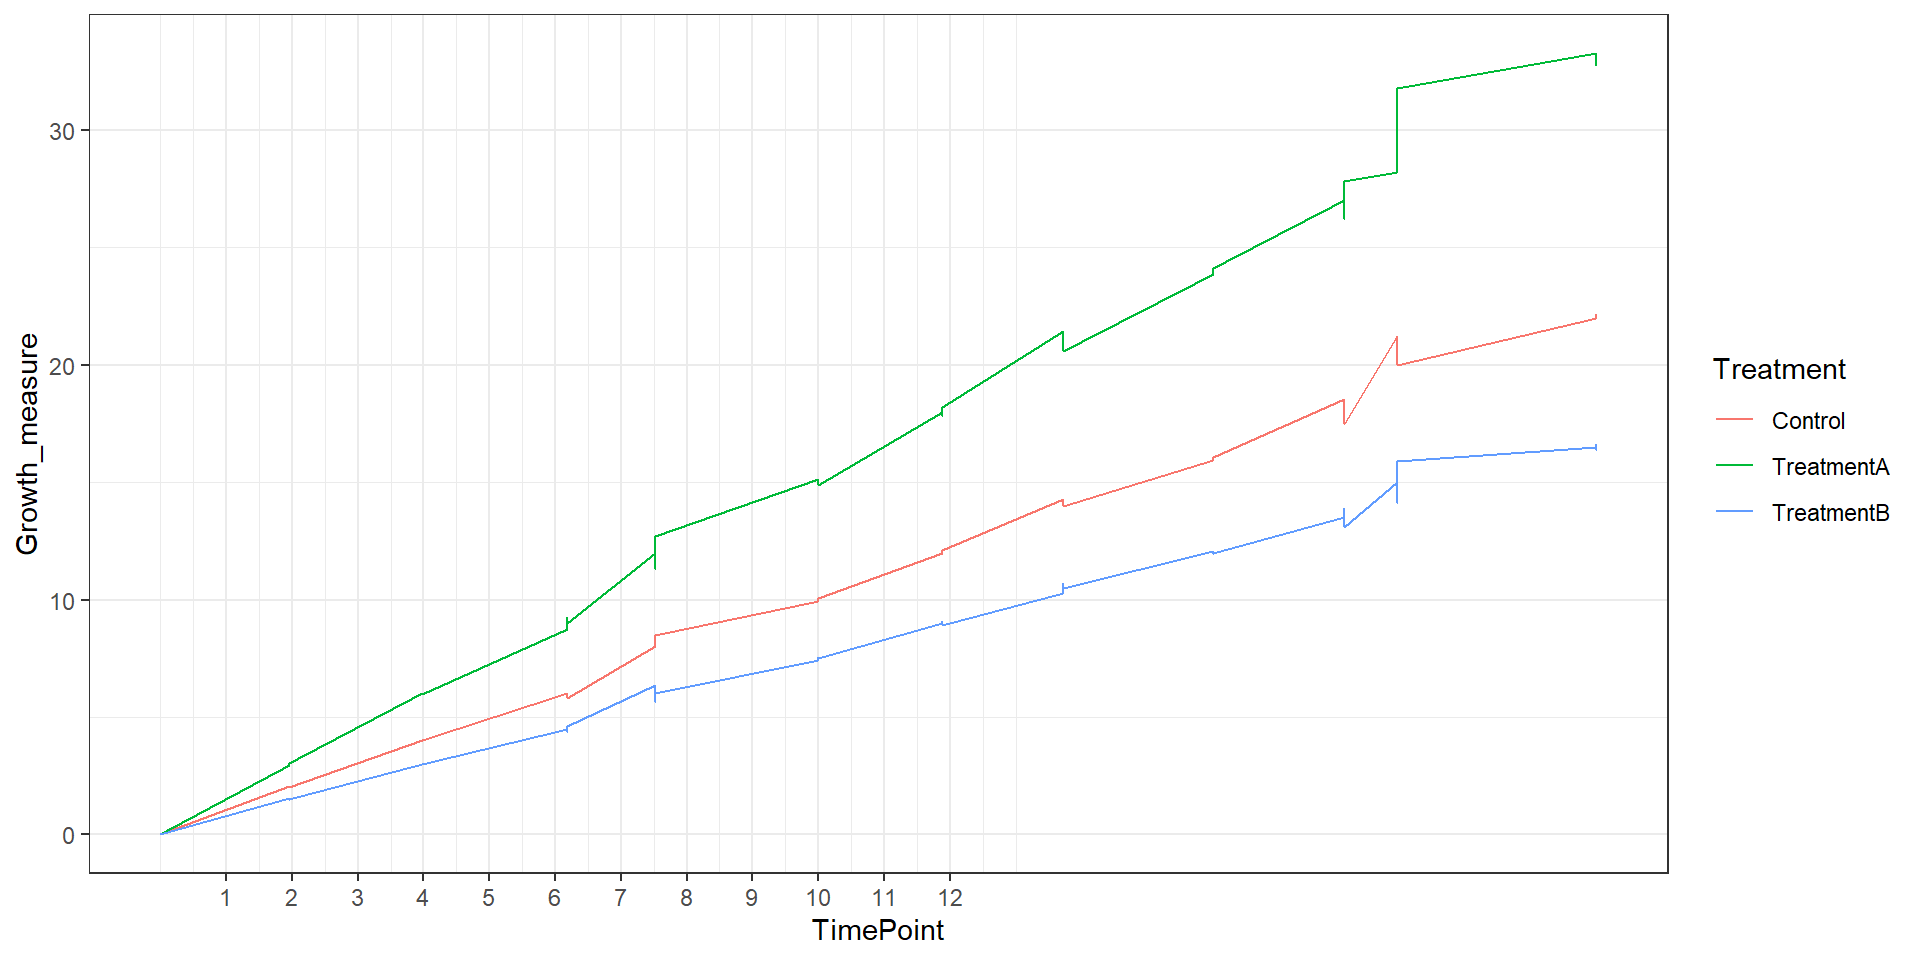 Growth_measure
30
20
10
0
1 2 3 4 5 6 7 8 9 10 11 12
TimePoint
Treatment
Control
TreatmentA
TreatmentB